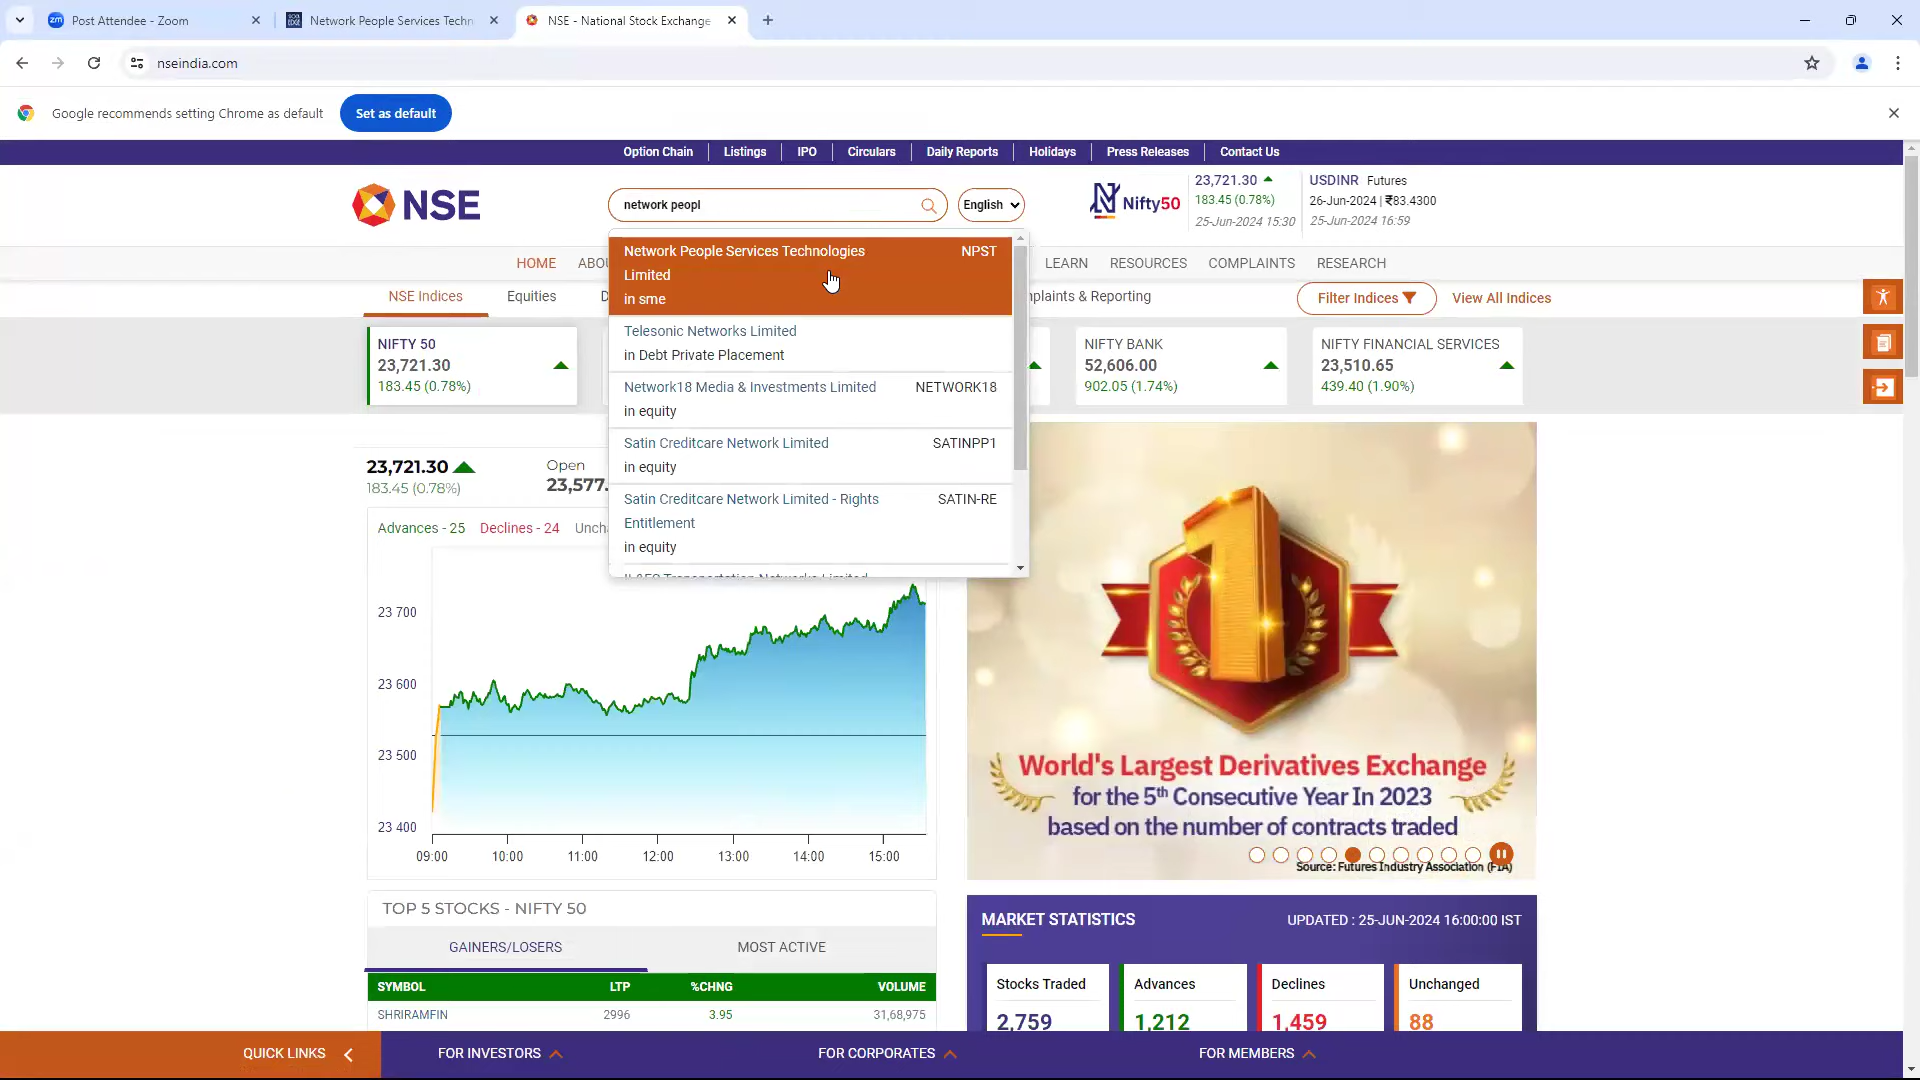 Post Attendee - Zoom
Network People Services Techn
NSE - National Stock Exchange
nseindia.com
Google recommends setting Chrome as default
Set as default
Option Chain
Listings
IPO
Circulars
Daily Reports
Holidays
Press Releases
Contact Us
NSE
network peopl
English
Nifty50
23,721.30
183.45 (0.78%)
25-Jun-2024 15:30
USDINR Futures
26-Jun-2024 | ₹83.4300
25-Jun-2024 16:59
HOME
ABOU
LEARN
RESOURCES
COMPLAINTS
RESEARCH
Network People Services Technologies
Limited
NPST
in sme
Telesonic Networks Limited
in Debt Private Placement
Network18 Media & Investments Limited
NETWORK18
in equity
Satin Creditcare Network Limited
SATINPP1
in equity
Satin Creditcare Network Limited - Rights
Entitlement
SATIN-RE
in equity
NSE Indices
Equities
D
plaints & Reporting
Filter Indices
View All Indices
NIFTY 50
23,721.30
183.45 (0.78%)
NIFTY BANK
52,606.00
902.05 (1.74%)
NIFTY FINANCIAL SERVICES
23,510.65
439.40 (1.90%)
23,721.30
183.45 (0.78%)
Open
23,577.
Advances - 25
Declines - 24
Uncha
23 700
23 600
23 500
23 400
09:00
10:00
11:00
12:00
13:00
14:00
15:00
1
World's Largest Derivatives Exchange
for the 5th Consecutive Year In 2023
based on the number of contracts traded
Source: Futures Industry Association (FIA)
TOP 5 STOCKS - NIFTY 50
GAINERS/LOSERS
MOST ACTIVE
SYMBOL
LTP
%CHNG
VOLUME
SHRIRAMFIN
2996
3.95
31,68,975
MARKET STATISTICS
UPDATED : 25-JUN-2024 16:00:00 IST
Stocks Traded
2,759
Advances
1,212
Declines
1,459
Unchanged
88
QUICK LINKS
FOR INVESTORS
FOR CORPORATES
FOR MEMBERS